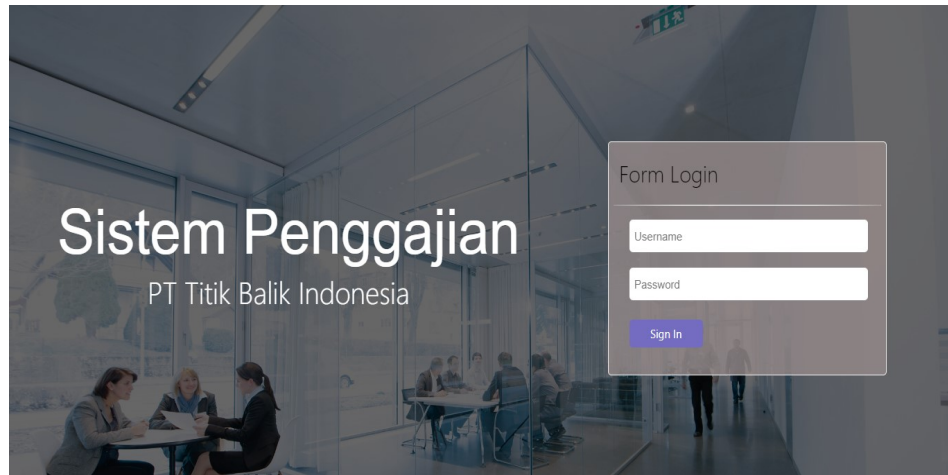 Sistem Penggajian
PT Titik Balik Indonesia
Form Login
Username
Password
Sign In